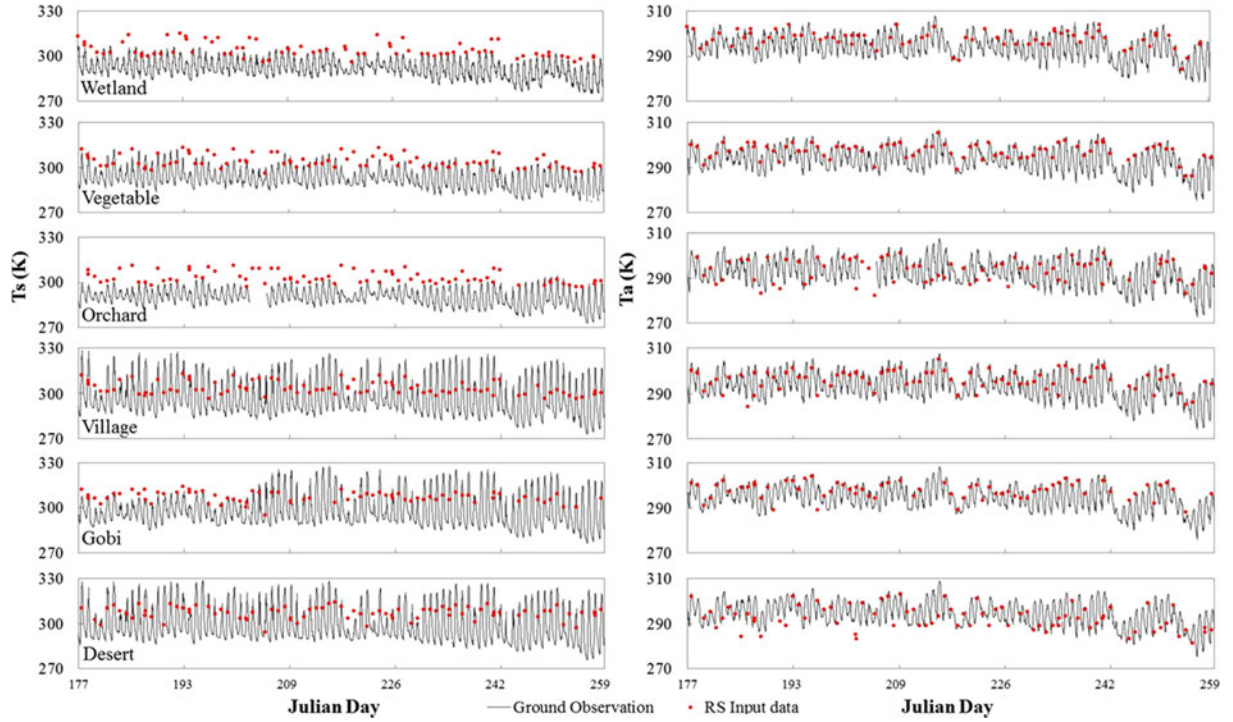 330
300
270
Wetland
330
300
270
Vegetable
330
300
270
Orchard
330
300
270
Village
330
300
270
Gobi
330
300
270
Desert
Ts (K)
177 193 209 226 242 259
Julian Day
310
290
270
310
290
270
310
290
270
310
290
270
310
290
270
310
290
270
Ta (K)
177 193 209 226 242 259
Julian Day
Ground Observation RS Input data